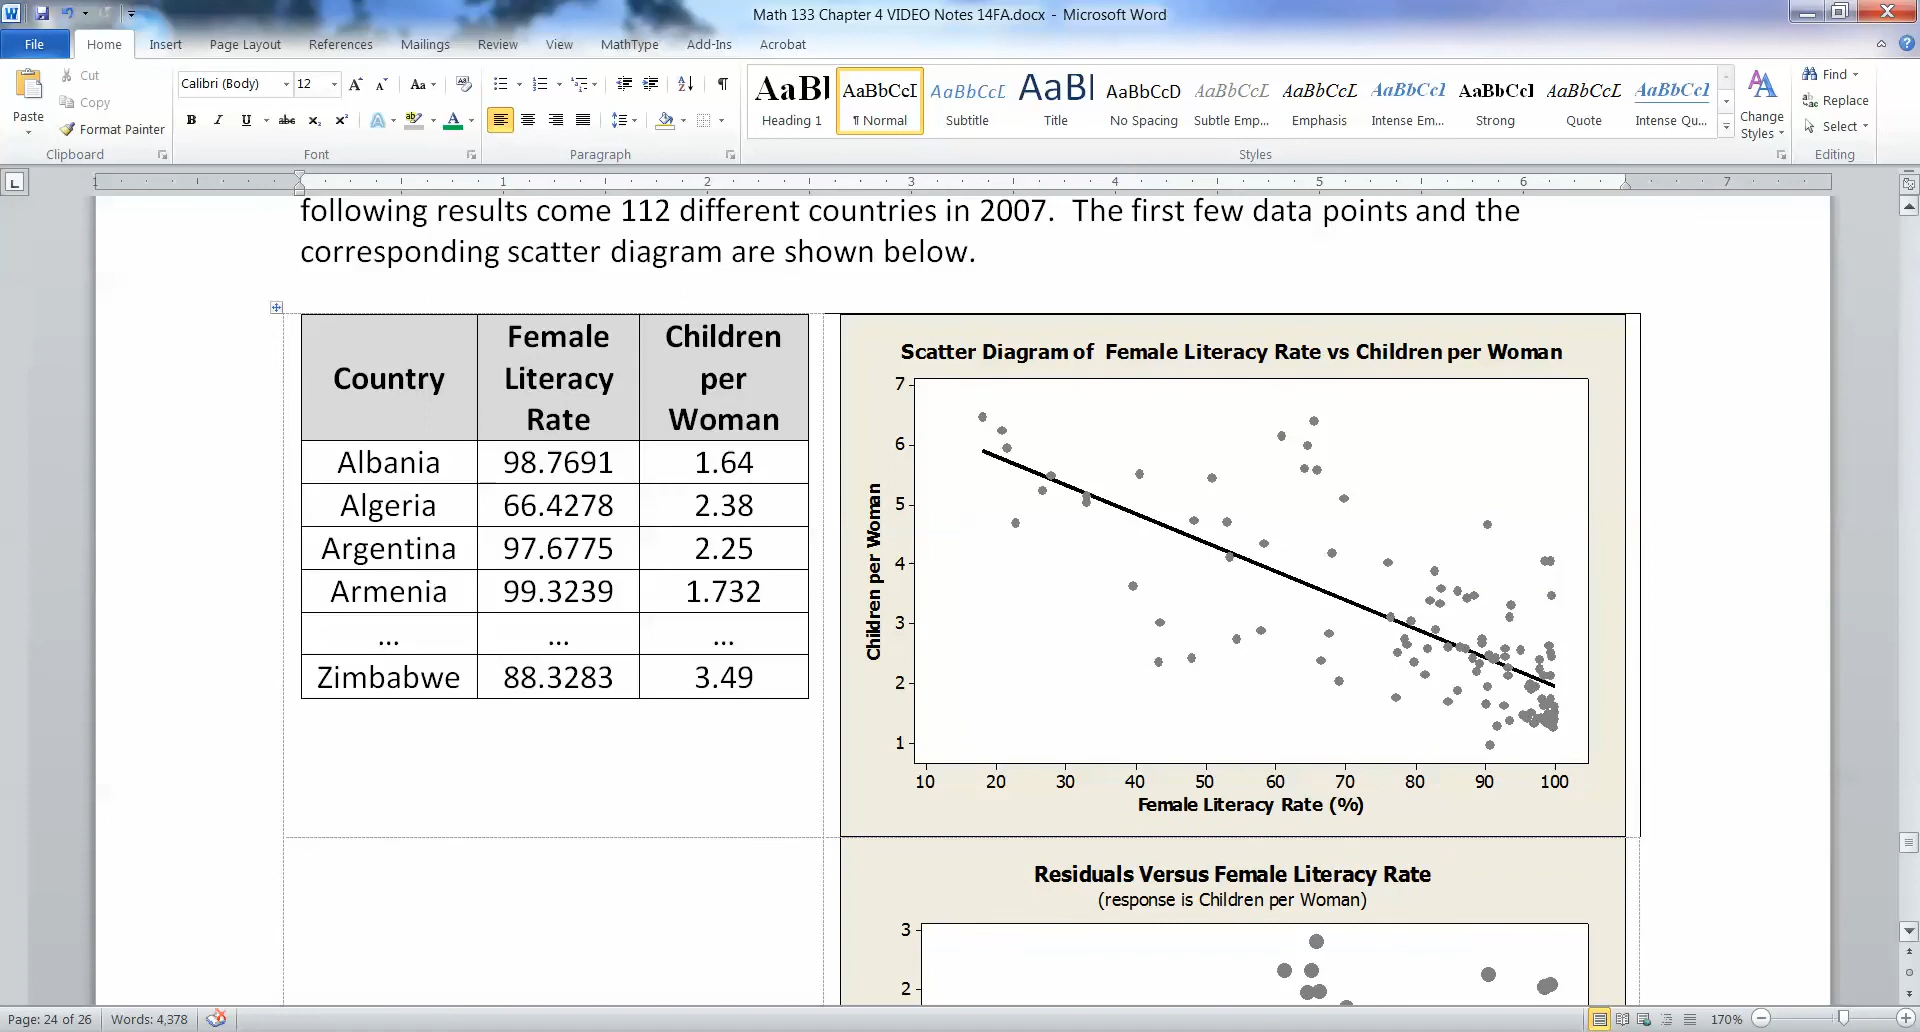 Math 133 Chapter 4 VIDEO Notes 14FA.docx - Microsoft Word
File Home Insert Page Layout References Mailings Review View MathType Add-Ins Acrobat
Paste
Cut
Copy
Format Painter
Clipboard
Calibri (Body) 12
Font
Paragraph
AaBl AaBbCcI AaBbCcL AaBl AaBbCcD AaBbCcL AaBbCcL AaBbCcI AaBbCcI AaBbCcL AaBbCcI
Heading 1 ¶ Normal Subtitle Title No Spacing Subtle Emp... Emphasis Intense Em... Strong Quote Intense Qu...
Change
Styles
Styles
Find
Replace
Select
Editing
1 1 2 3 4 5 6 7
following results come 112 different countries in 2007. The first few data points and the
corresponding scatter diagram are shown below.
Country Female Literacy Rate Children per Woman
Albania 98.7691 1.64
Algeria 66.4278 2.38
Argentina 97.6775 2.25
Armenia 99.3239 1.732
... ... ...
Zimbabwe 88.3283 3.49
Scatter Diagram of Female Literacy Rate vs Children per Woman
Children per Woman
7
6
5
4
3
2
1
10 20 30 40 50 60 70 80 90 100
Female Literacy Rate (%)
Residuals Versus Female Literacy Rate
(response is Children per Woman)
3
2
Page: 24 of 26 Words: 4,378 170%